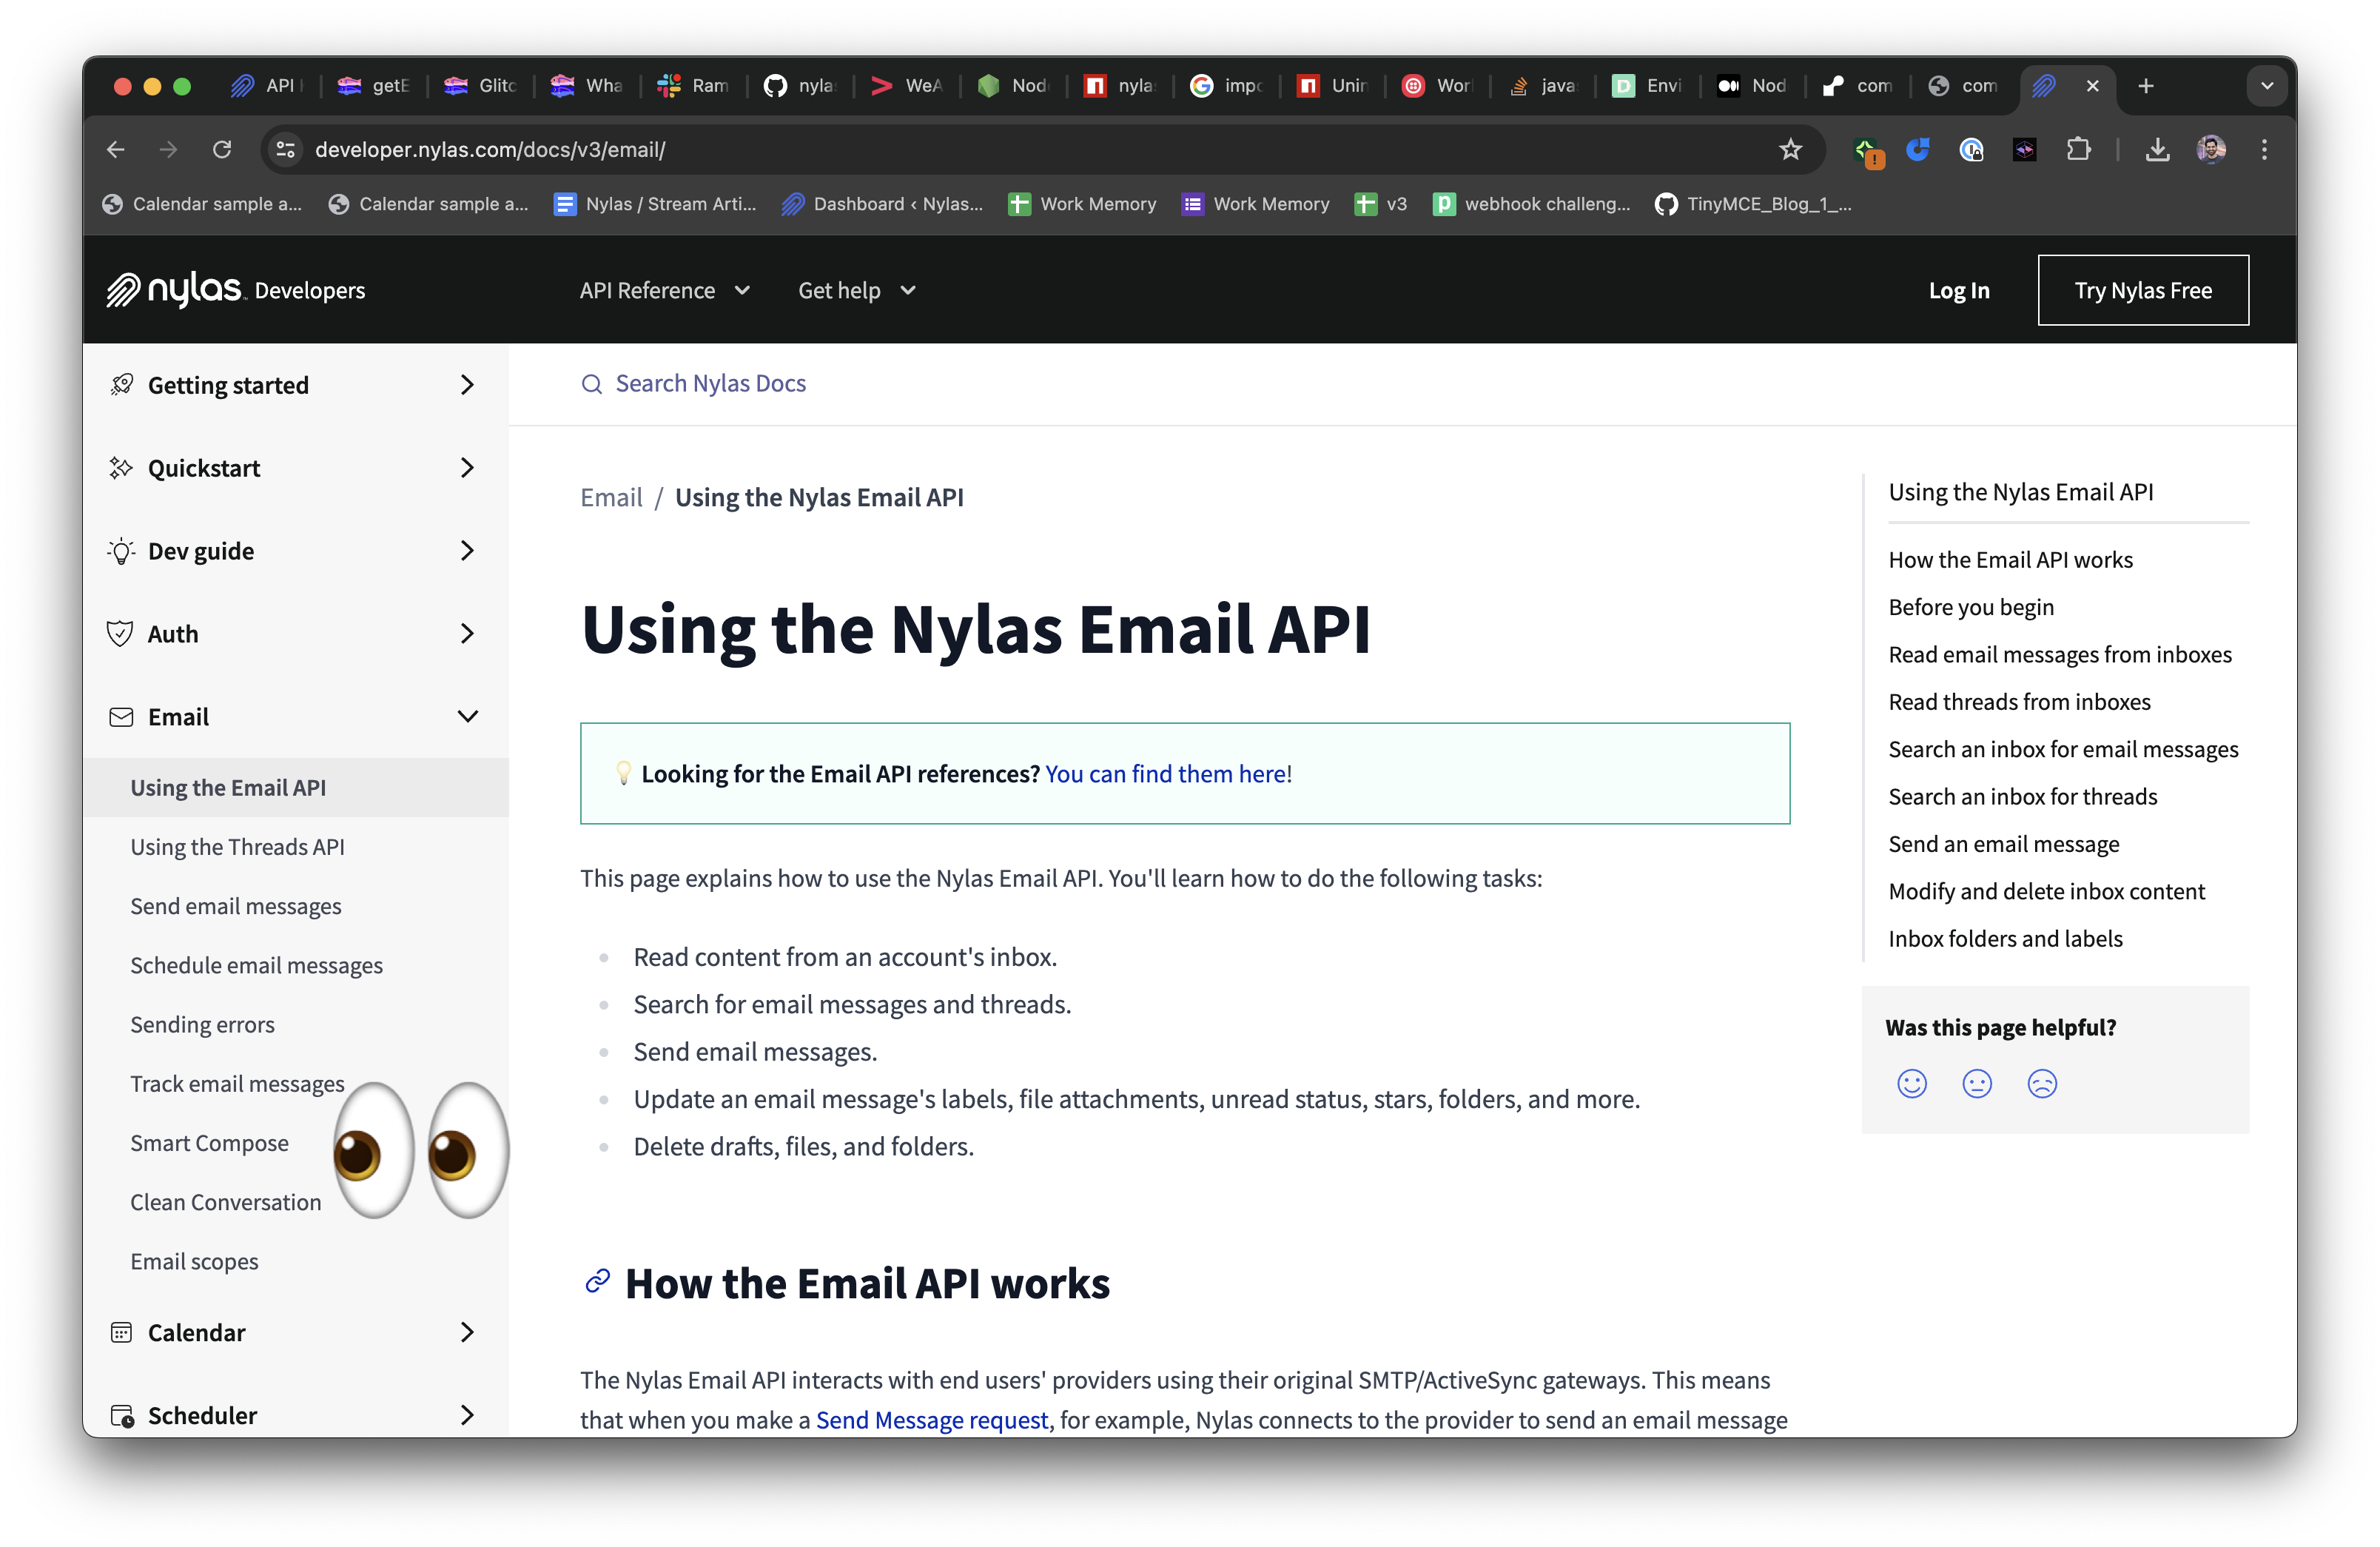 API
getE
Glitc
Wha
Ram
nylas
WeA
Node
nylas
impo
Unin
Worl
java
Envi
Nod
com
com
developer.nylas.com/docs/v3/email/
Calendar sample a...
Calendar sample a...
Nylas / Stream Arti...
Dashboard ‹ Nylas...
Work Memory
Work Memory
v3
webhook challeng...
TinyMCE_Blog_1_...
nylas Developers
API Reference
Get help
Log In
Try Nylas Free
Getting started
Quickstart
Dev guide
Auth
Email
Using the Email API
Using the Threads API
Send email messages
Schedule email messages
Sending errors
Track email messages
Smart Compose
Clean Conversation
Email scopes
Calendar
Scheduler
Search Nylas Docs
Email / Using the Nylas Email API
Using the Nylas Email API
Looking for the Email API references? You can find them here!
This page explains how to use the Nylas Email API. You'll learn how to do the following tasks:
Read content from an account's inbox.
Search for email messages and threads.
Send email messages.
Update an email message's labels, file attachments, unread status, stars, folders, and more.
Delete drafts, files, and folders.
How the Email API works
The Nylas Email API interacts with end users' providers using their original SMTP/ActiveSync gateways. This means
that when you make a Send Message request, for example, Nylas connects to the provider to send an email message
Using the Nylas Email API
How the Email API works
Before you begin
Read email messages from inboxes
Read threads from inboxes
Search an inbox for email messages
Search an inbox for threads
Send an email message
Modify and delete inbox content
Inbox folders and labels
Was this page helpful?